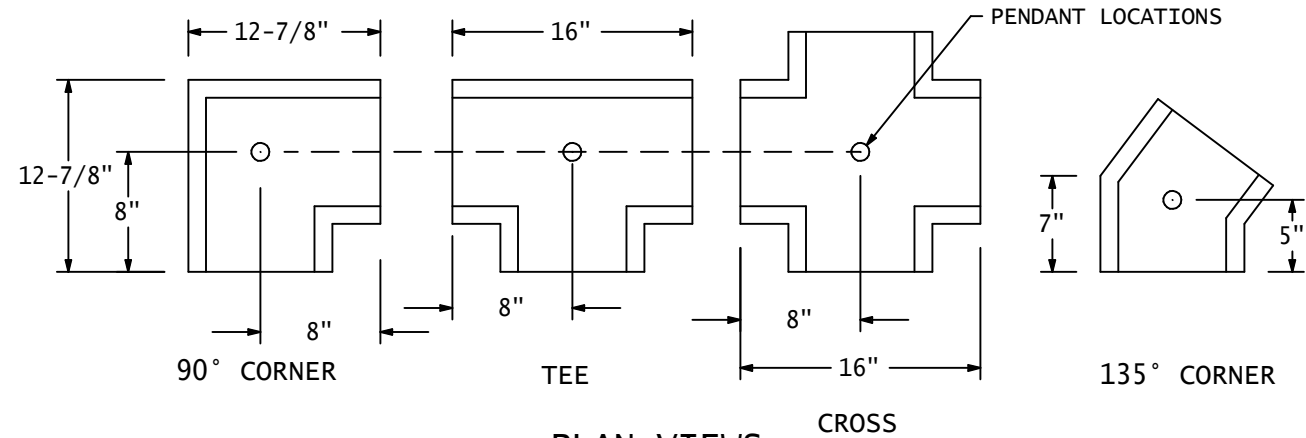 PENDANT LOCATIONS
12-7/8"
16"
12-7/8"
8"
7"
5"
8"
8"
8"
16"
90° CORNER
TEE
135° CORNER
CROSS